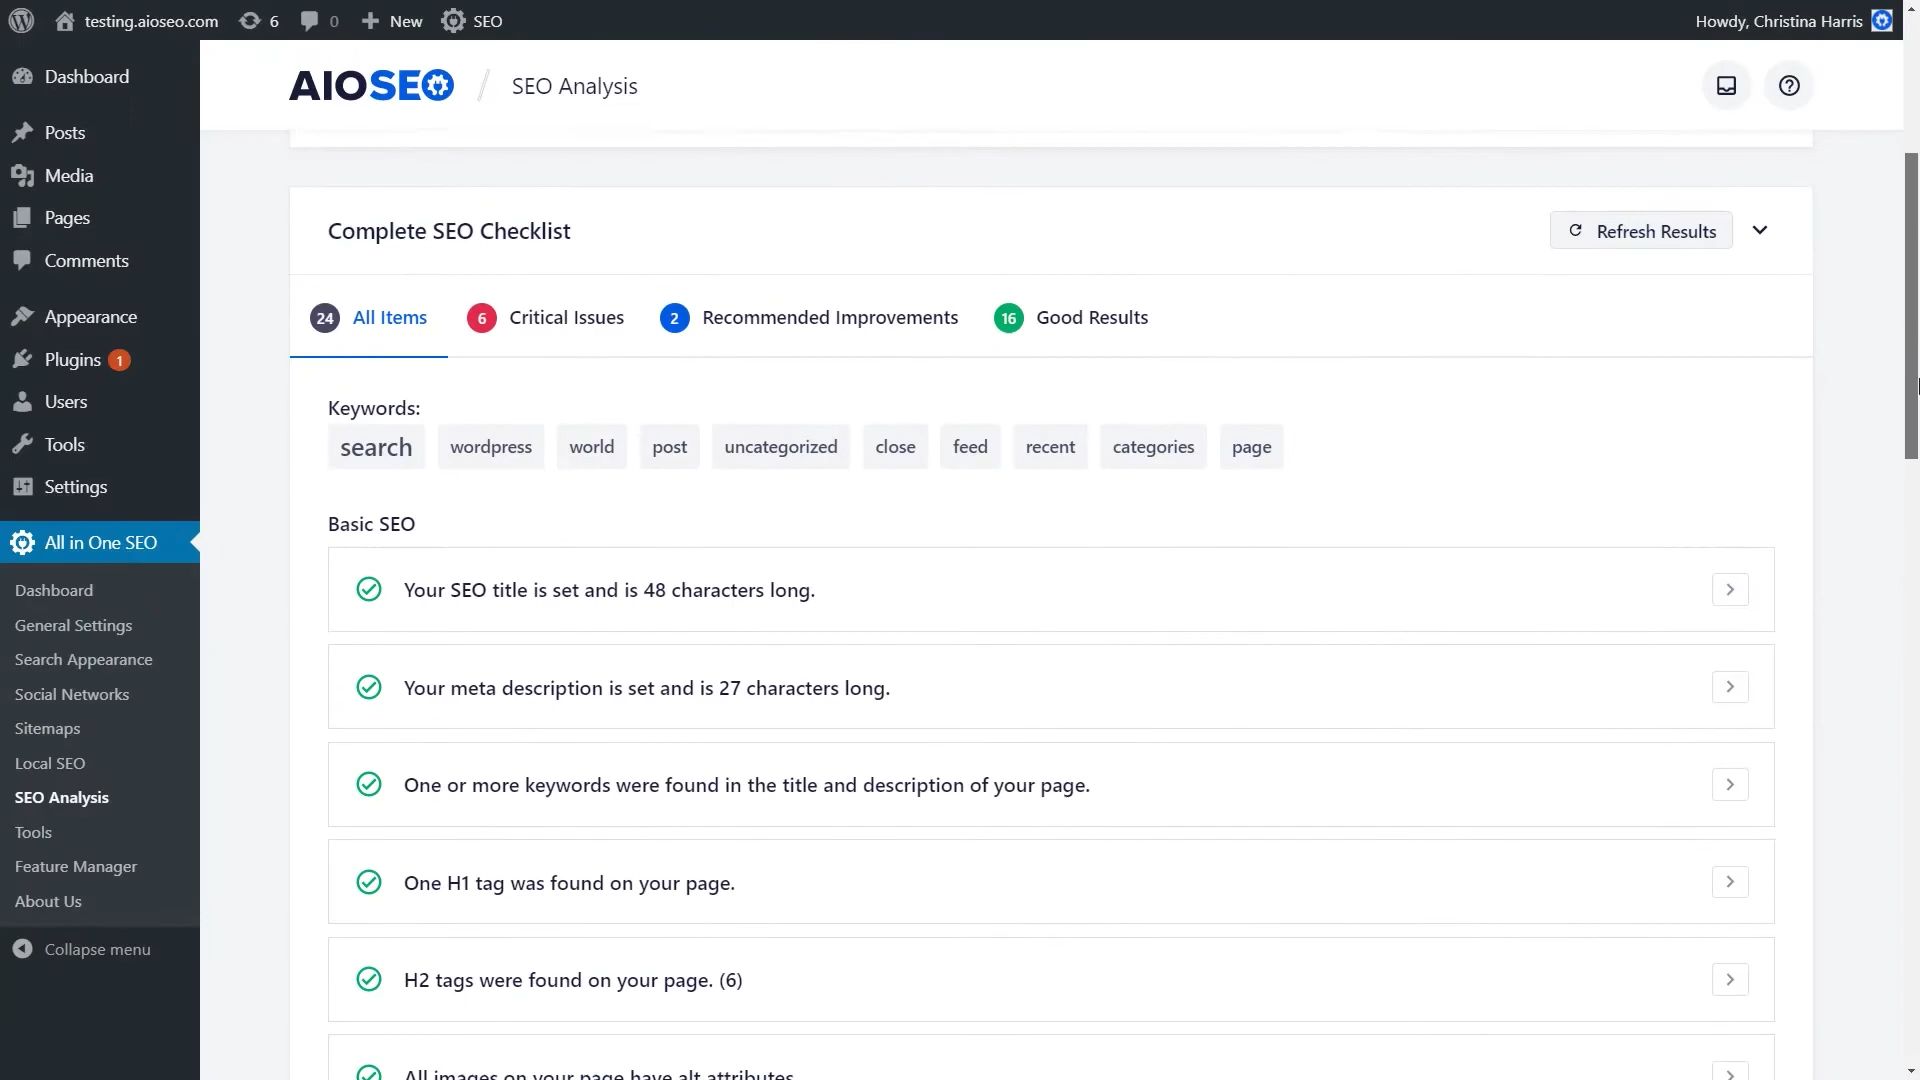 testing.aioseo.com 6 0 New SEO Howdy, Christina Harris
Dashboard
Posts
Media
Pages
Comments
Appearance
Plugins 1
Users
Tools
Settings
All in One SEO
Dashboard
General Settings
Search Appearance
Social Networks
Sitemaps
Local SEO
SEO Analysis
Tools
Feature Manager
About Us
Collapse menu
AIOSEO / SEO Analysis
Complete SEO Checklist Refresh Results
24 All Items 6 Critical Issues 2 Recommended Improvements 16 Good Results
Keywords:
search wordpress world post uncategorized close feed recent categories page
Basic SEO
Your SEO title is set and is 48 characters long.
Your meta description is set and is 27 characters long.
One or more keywords were found in the title and description of your page.
One H1 tag was found on your page.
H2 tags were found on your page. (6)
All images on your page have alt attributes.